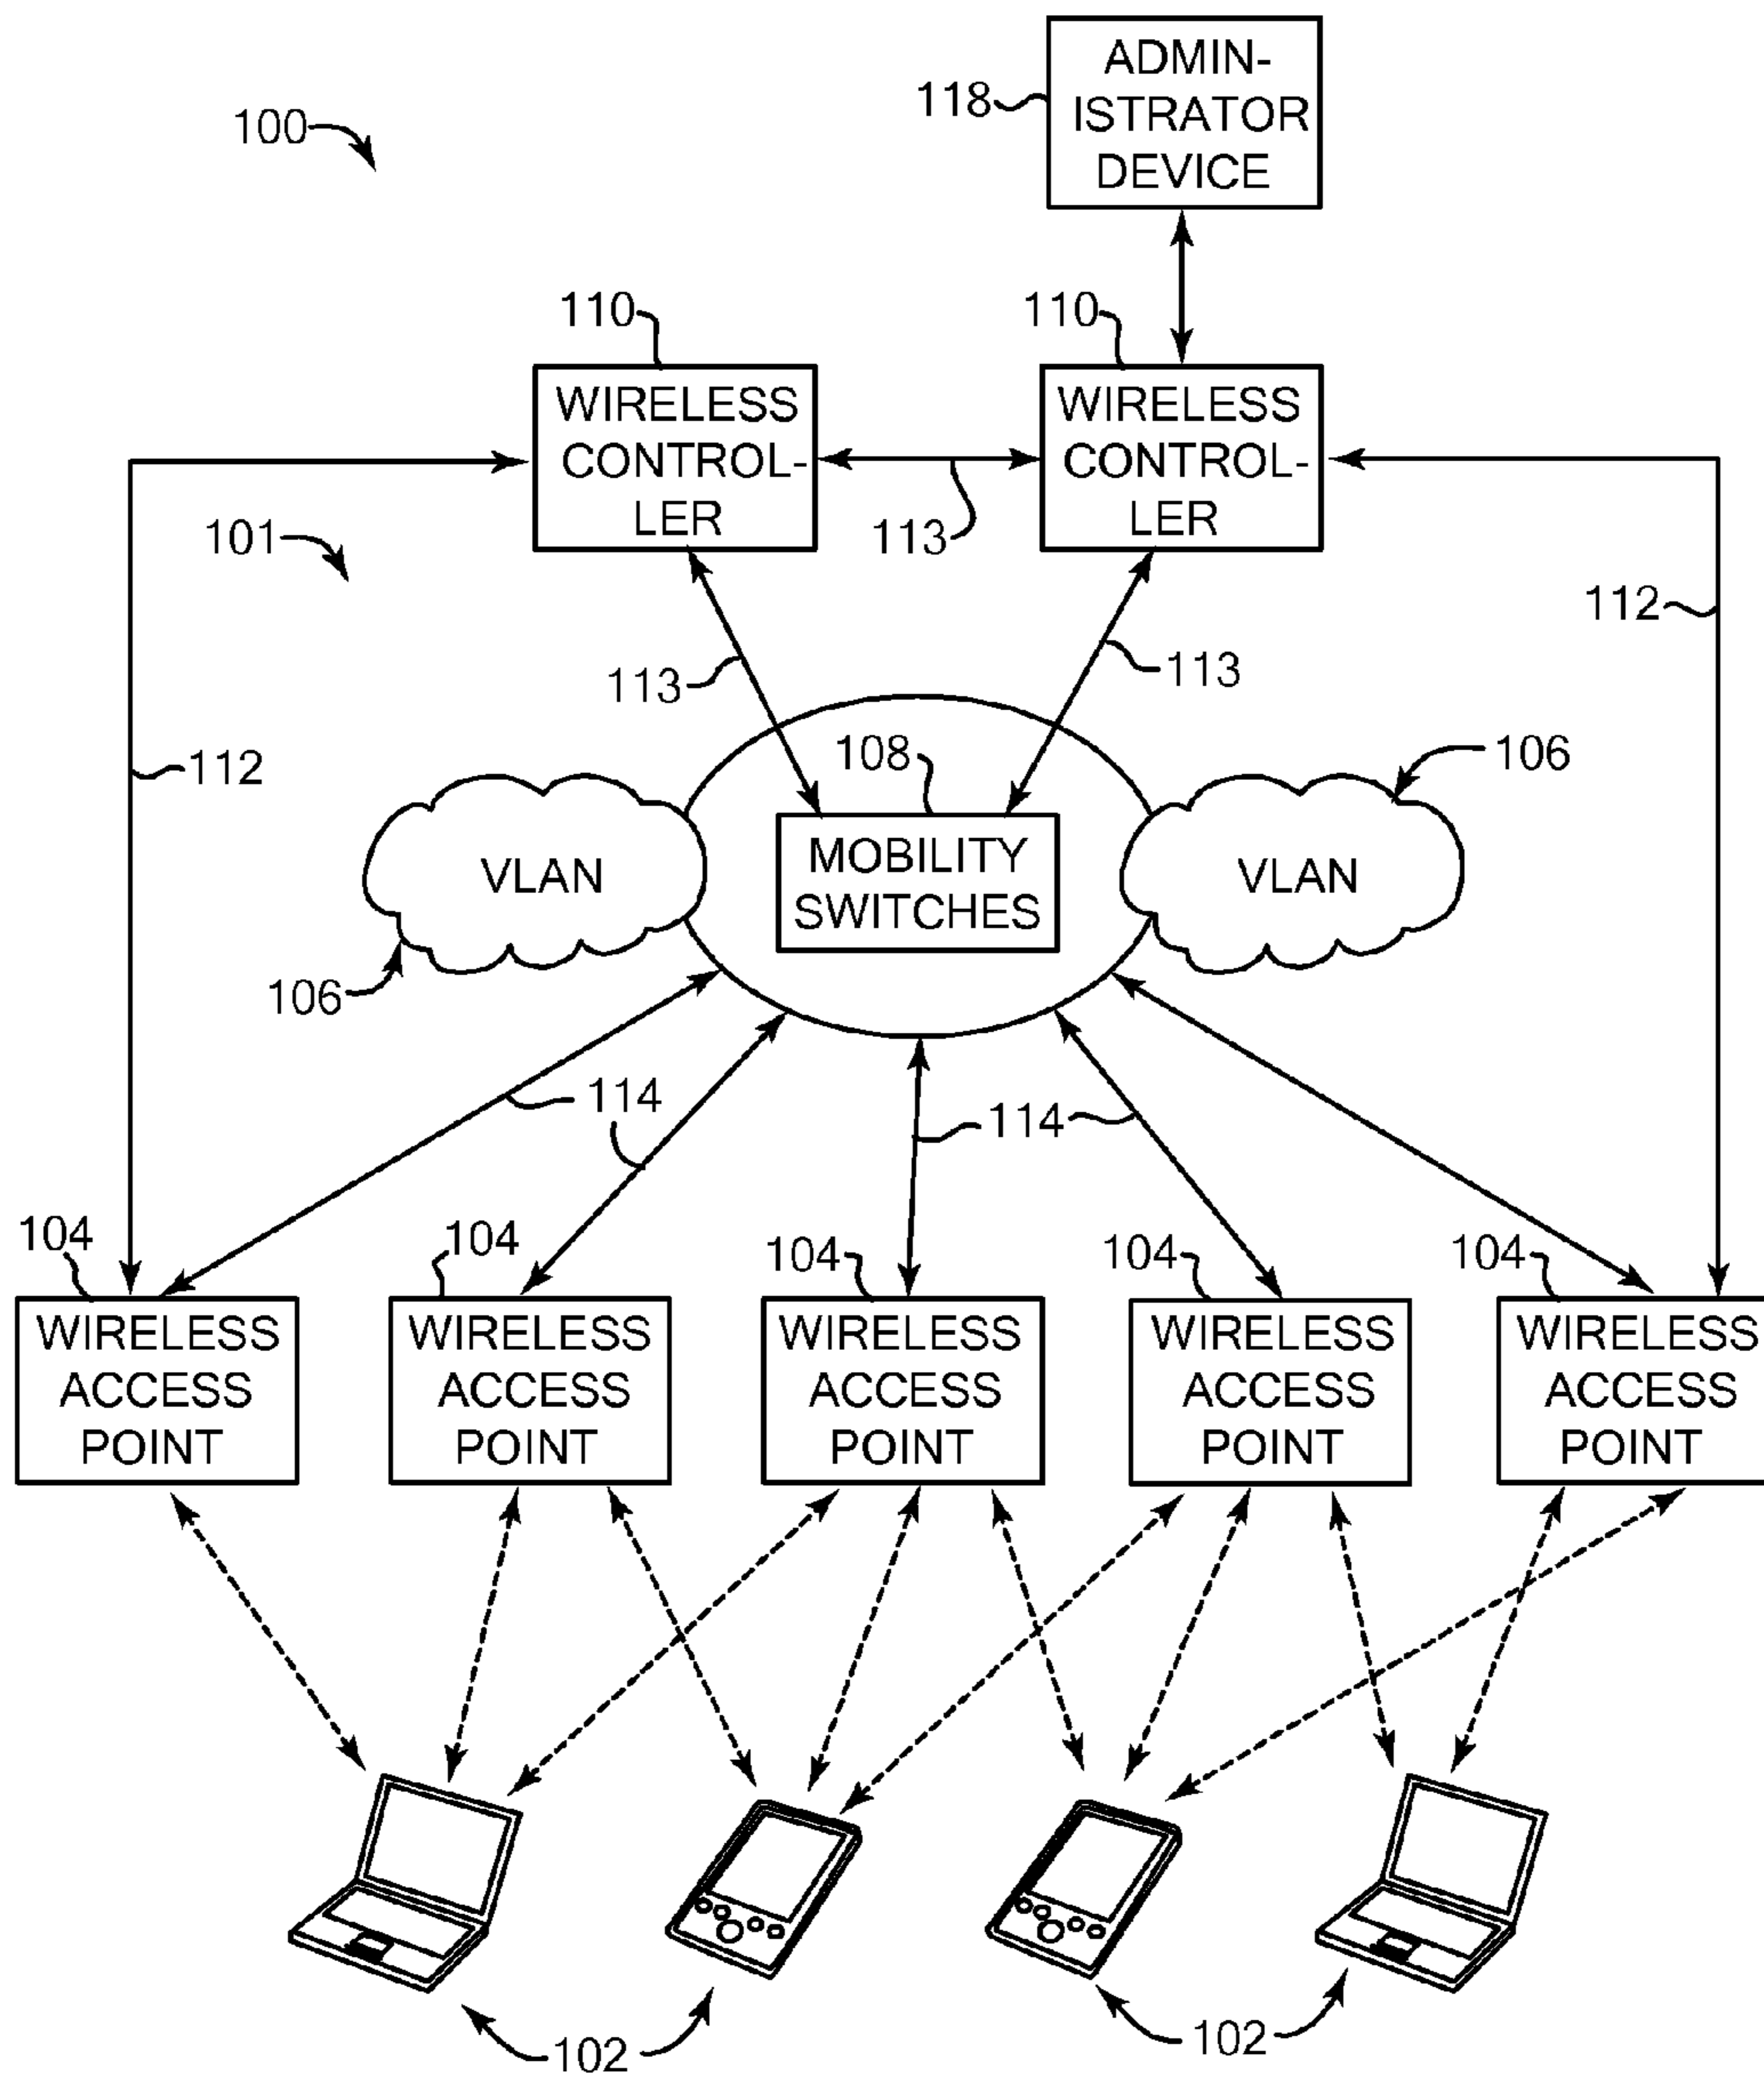 ADMIN-
ISTRATOR
DEVICE
118
100
110
110
WIRELESS
CONTROL-
LER
WIRELESS
CONTROL-
LER
113
101
112
113
113
112
108
106
VLAN
MOBILITY
SWITCHES
VLAN
106
114
114
104
104
104
104
104
WIRELESS
ACCESS
POINT
WIRELESS
ACCESS
POINT
WIRELESS
ACCESS
POINT
WIRELESS
ACCESS
POINT
WIRELESS
ACCESS
POINT
102
102